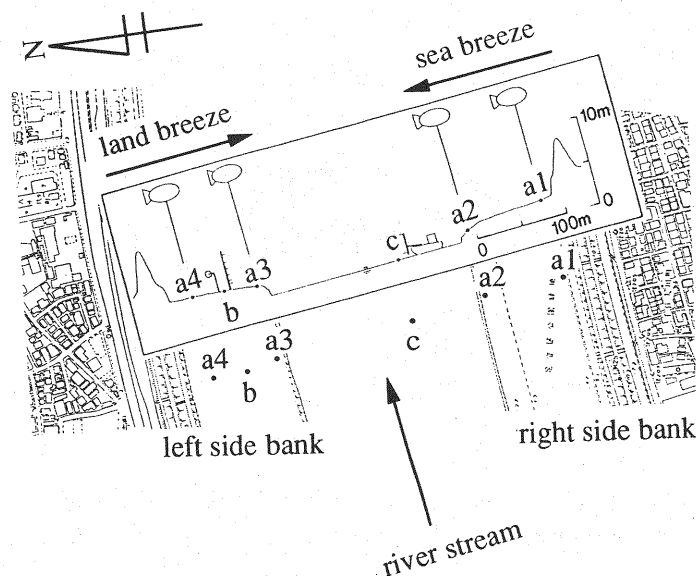 N
sea breeze
land breeze
10m
0
a1
a2
100m
0
c
a3
a4
b
a1
a2
c
a3
a4
b
left side bank
right side bank
river stream